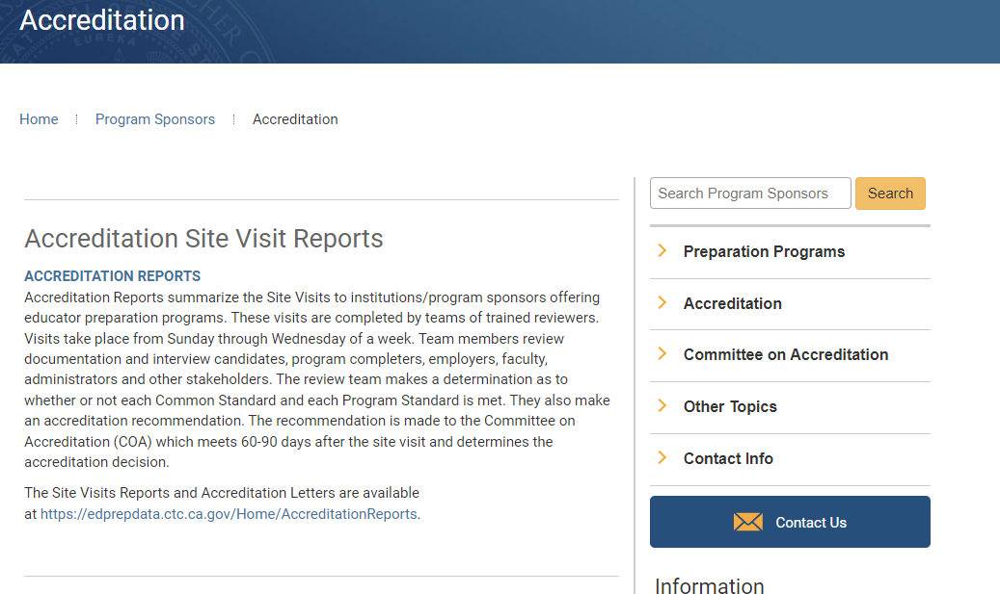 Accreditation
EUREKA
Home
Program Sponsors
Accreditation
Accreditation Site Visit Reports
ACCREDITATION REPORTS
Accreditation Reports summarize the Site Visits to institutions/program sponsors offering
educator preparation programs. These visits are completed by teams of trained reviewers.
Visits take place from Sunday through Wednesday of a week. Team members review
documentation and interview candidates, program completers, employers, faculty,
administrators and other stakeholders. The review team makes a determination as to
whether or not each Common Standard and each Program Standard is met. They also make
an accreditation recommendation. The recommendation is made to the Committee on
Accreditation (COA) which meets 60-90 days after the site visit and determines the
accreditation decision.
The Site Visits Reports and Accreditation Letters are available
at https://edprepdata.ctc.ca.gov/Home/AccreditationReports.
Search Program Sponsors
Search
Preparation Programs
Accreditation
Committee on Accreditation
Other Topics
Contact Info
Contact Us
Information